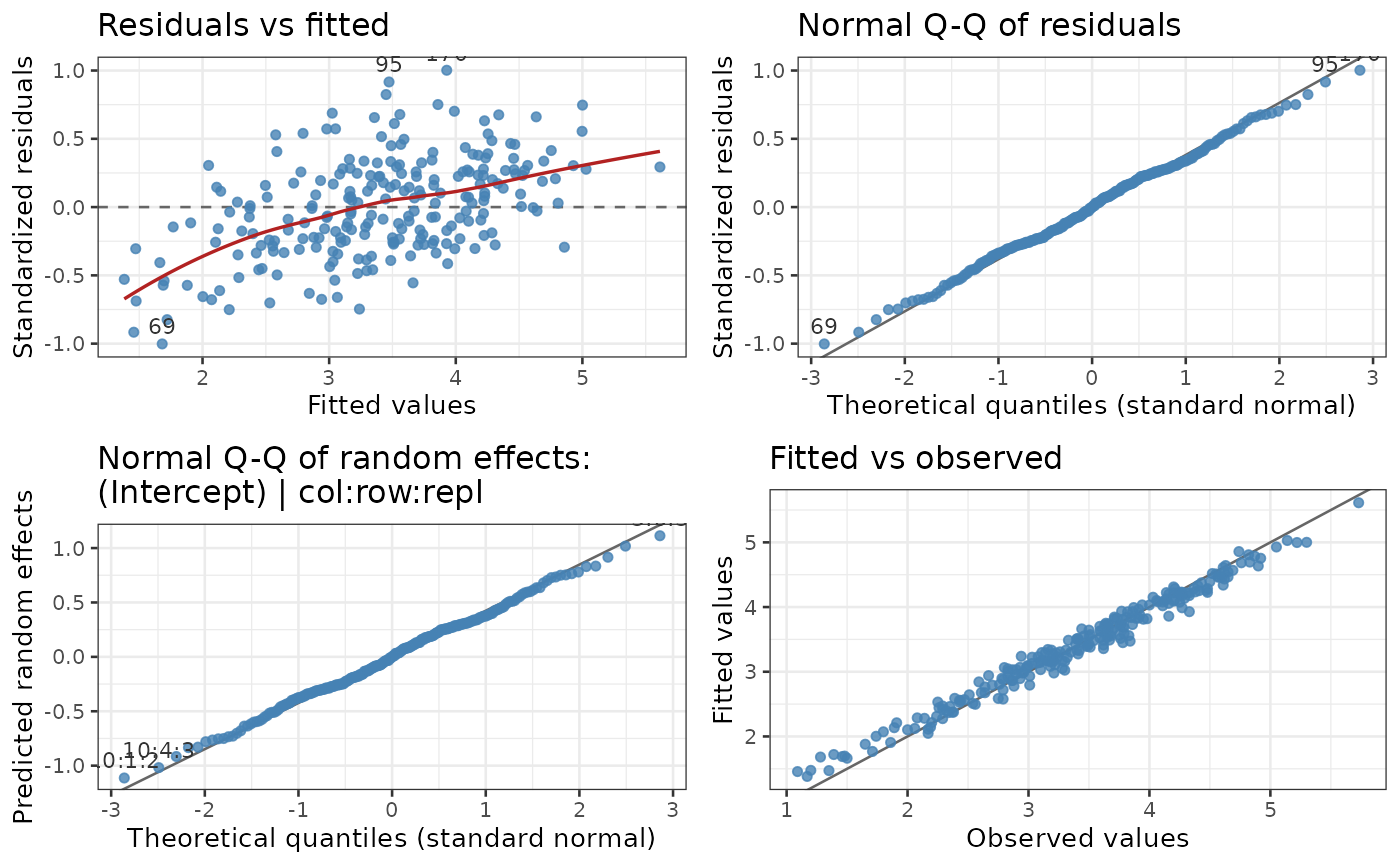 Residuals vs fitted
Standardized residuals
1.0
0.5
0.0
-0.5
-1.0
95
69
2 3 4 5
Fitted values
Normal Q-Q of residuals
Standardized residuals
1.0
0.5
0.0
-0.5
-1.0
95
69
-3 -2 -1 0 1 2 3
Theoretical quantiles (standard normal)
Normal Q-Q of random effects:
(Intercept) | col:row:repl
Predicted random effects
1.0
0.5
0.0
-0.5
-1.0
10:4:3
-3 -2 -1 0 1 2 3
Theoretical quantiles (standard normal)
Fitted vs observed
Fitted values
5
4
3
2
1 2 3 4 5
Observed values